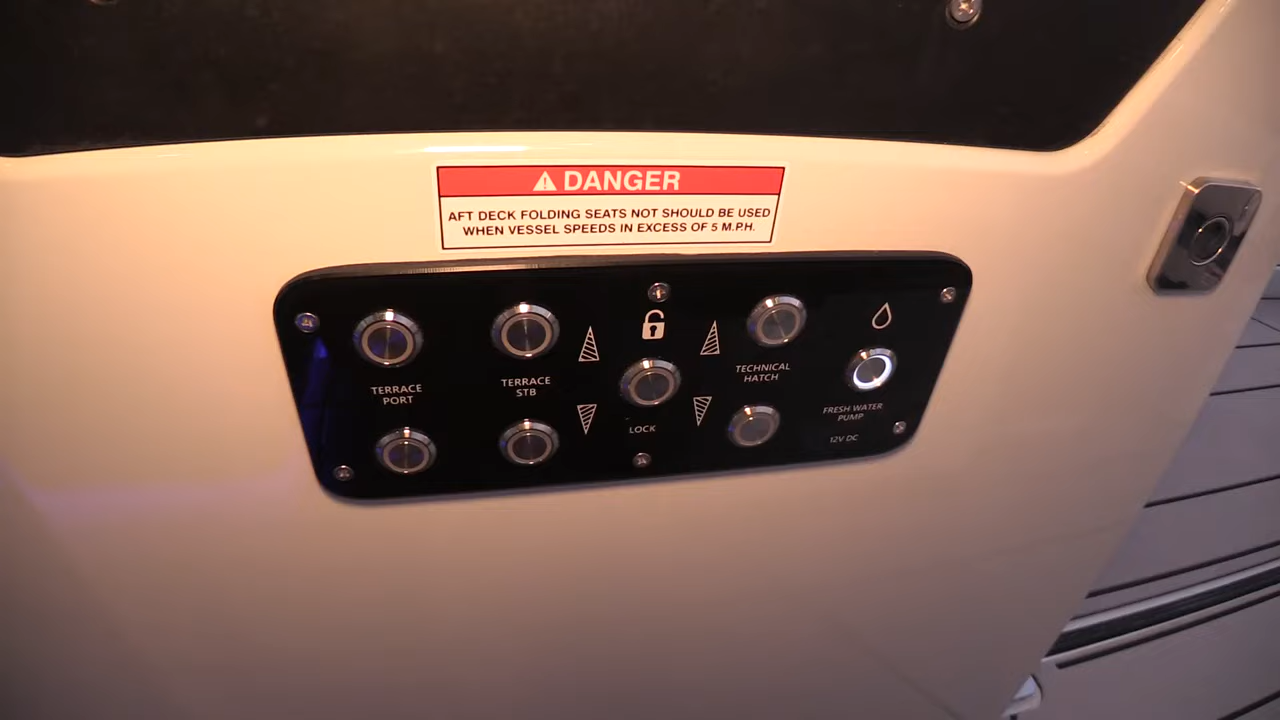 DANGER
AFT DECK FOLDING SEATS NOT SHOULD BE USED
WHEN VESSEL SPEEDS IN EXCESS OF 5 M.P.H.
TERRACE
PORT
TERRACE
STB
LOCK
TECHNICAL
HATCH
FRESH WATER
PUMP
12V DC